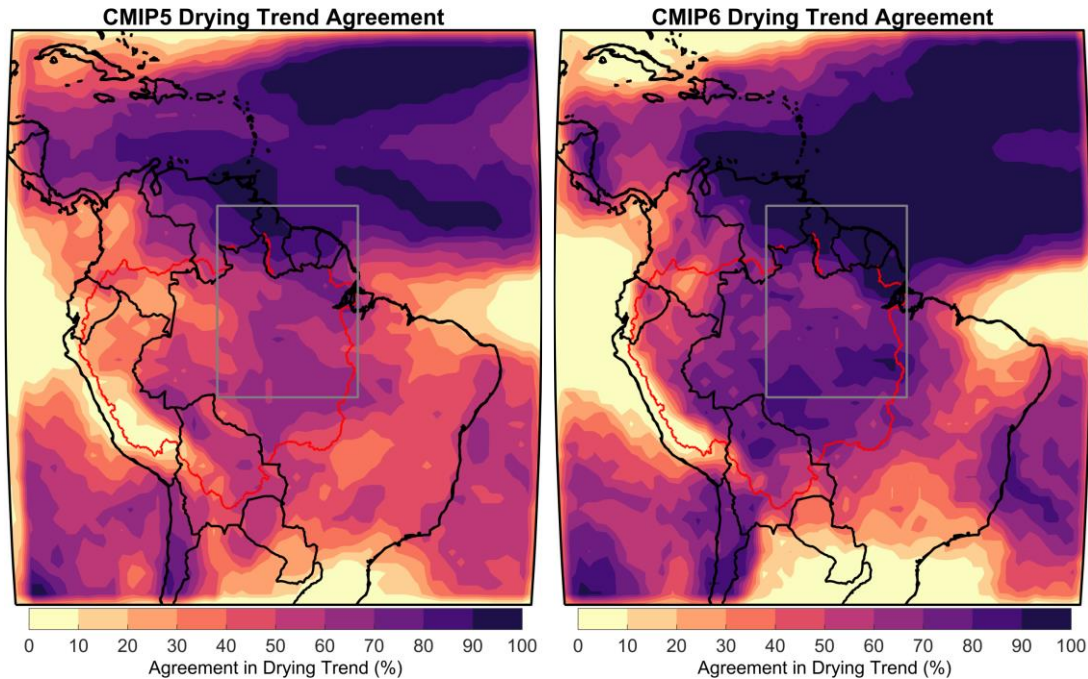 CMIP5 Drying Trend Agreement
0 10 20 30 40 50 60 70 80 90 100
Agreement in Drying Trend (%)
CMIP6 Drying Trend Agreement
0 10 20 30 40 50 60 70 80 90 100
Agreement in Drying Trend (%)